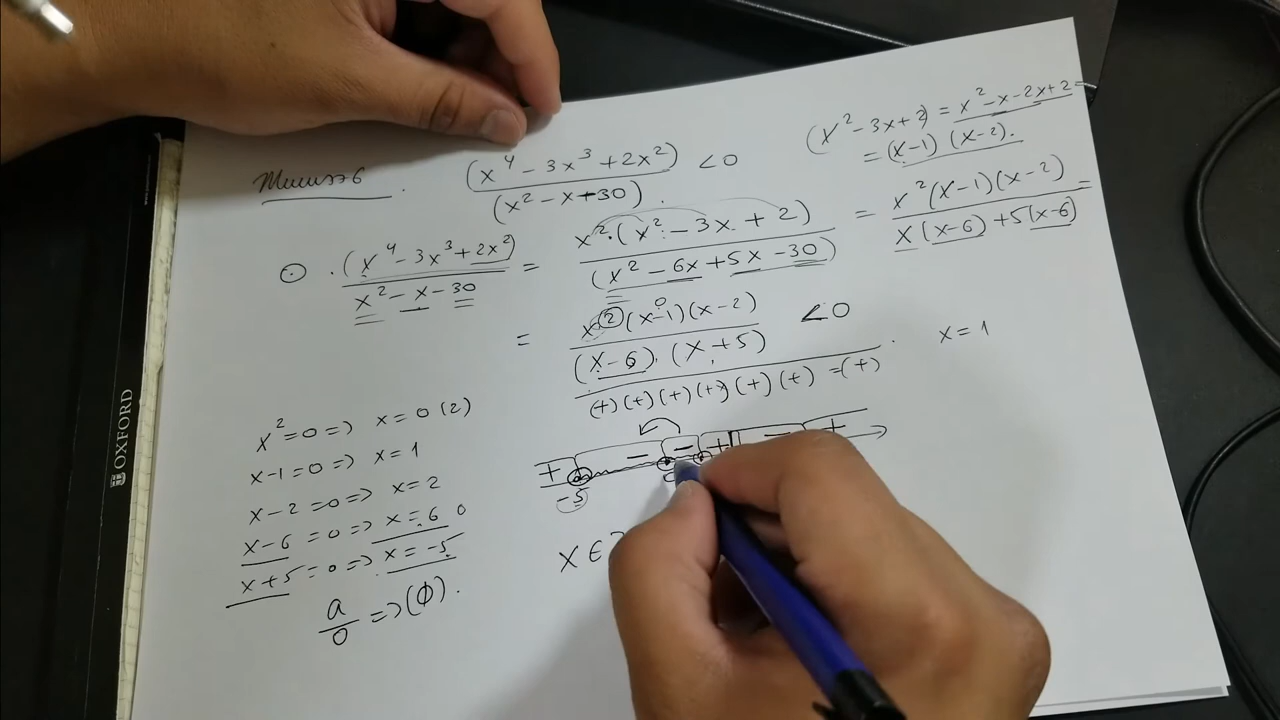 (x² - 3x + 2) = x² - x - 2x + 2 =
= (x-1) (x-2).
(x⁴ - 3x³ + 2x²) / (x² - x + 30) . < 0
⊙ . (x⁴ - 3x³ + 2x²) / x² - x - 30 = x² · (x² - 3x + 2) / (x² - 6x + 5x - 30) = x² (x-1) (x-2) / x (x-6) + 5(x-6) =
= x² (x-1) (x-2) / (x-6) · (x+5) < 0
x = 1
(+) (+) (+) (+) (+) (+) = (+)
x² = 0 => x = 0 (2)
x-1 = 0 => x = 1
x-2 = 0 => x = 2
x-6 = 0 => x = 6 0
x+5 = 0 => x = -5
a / 0 => (ϕ).
+ - - + - +
-5
x ∈
OXFORD